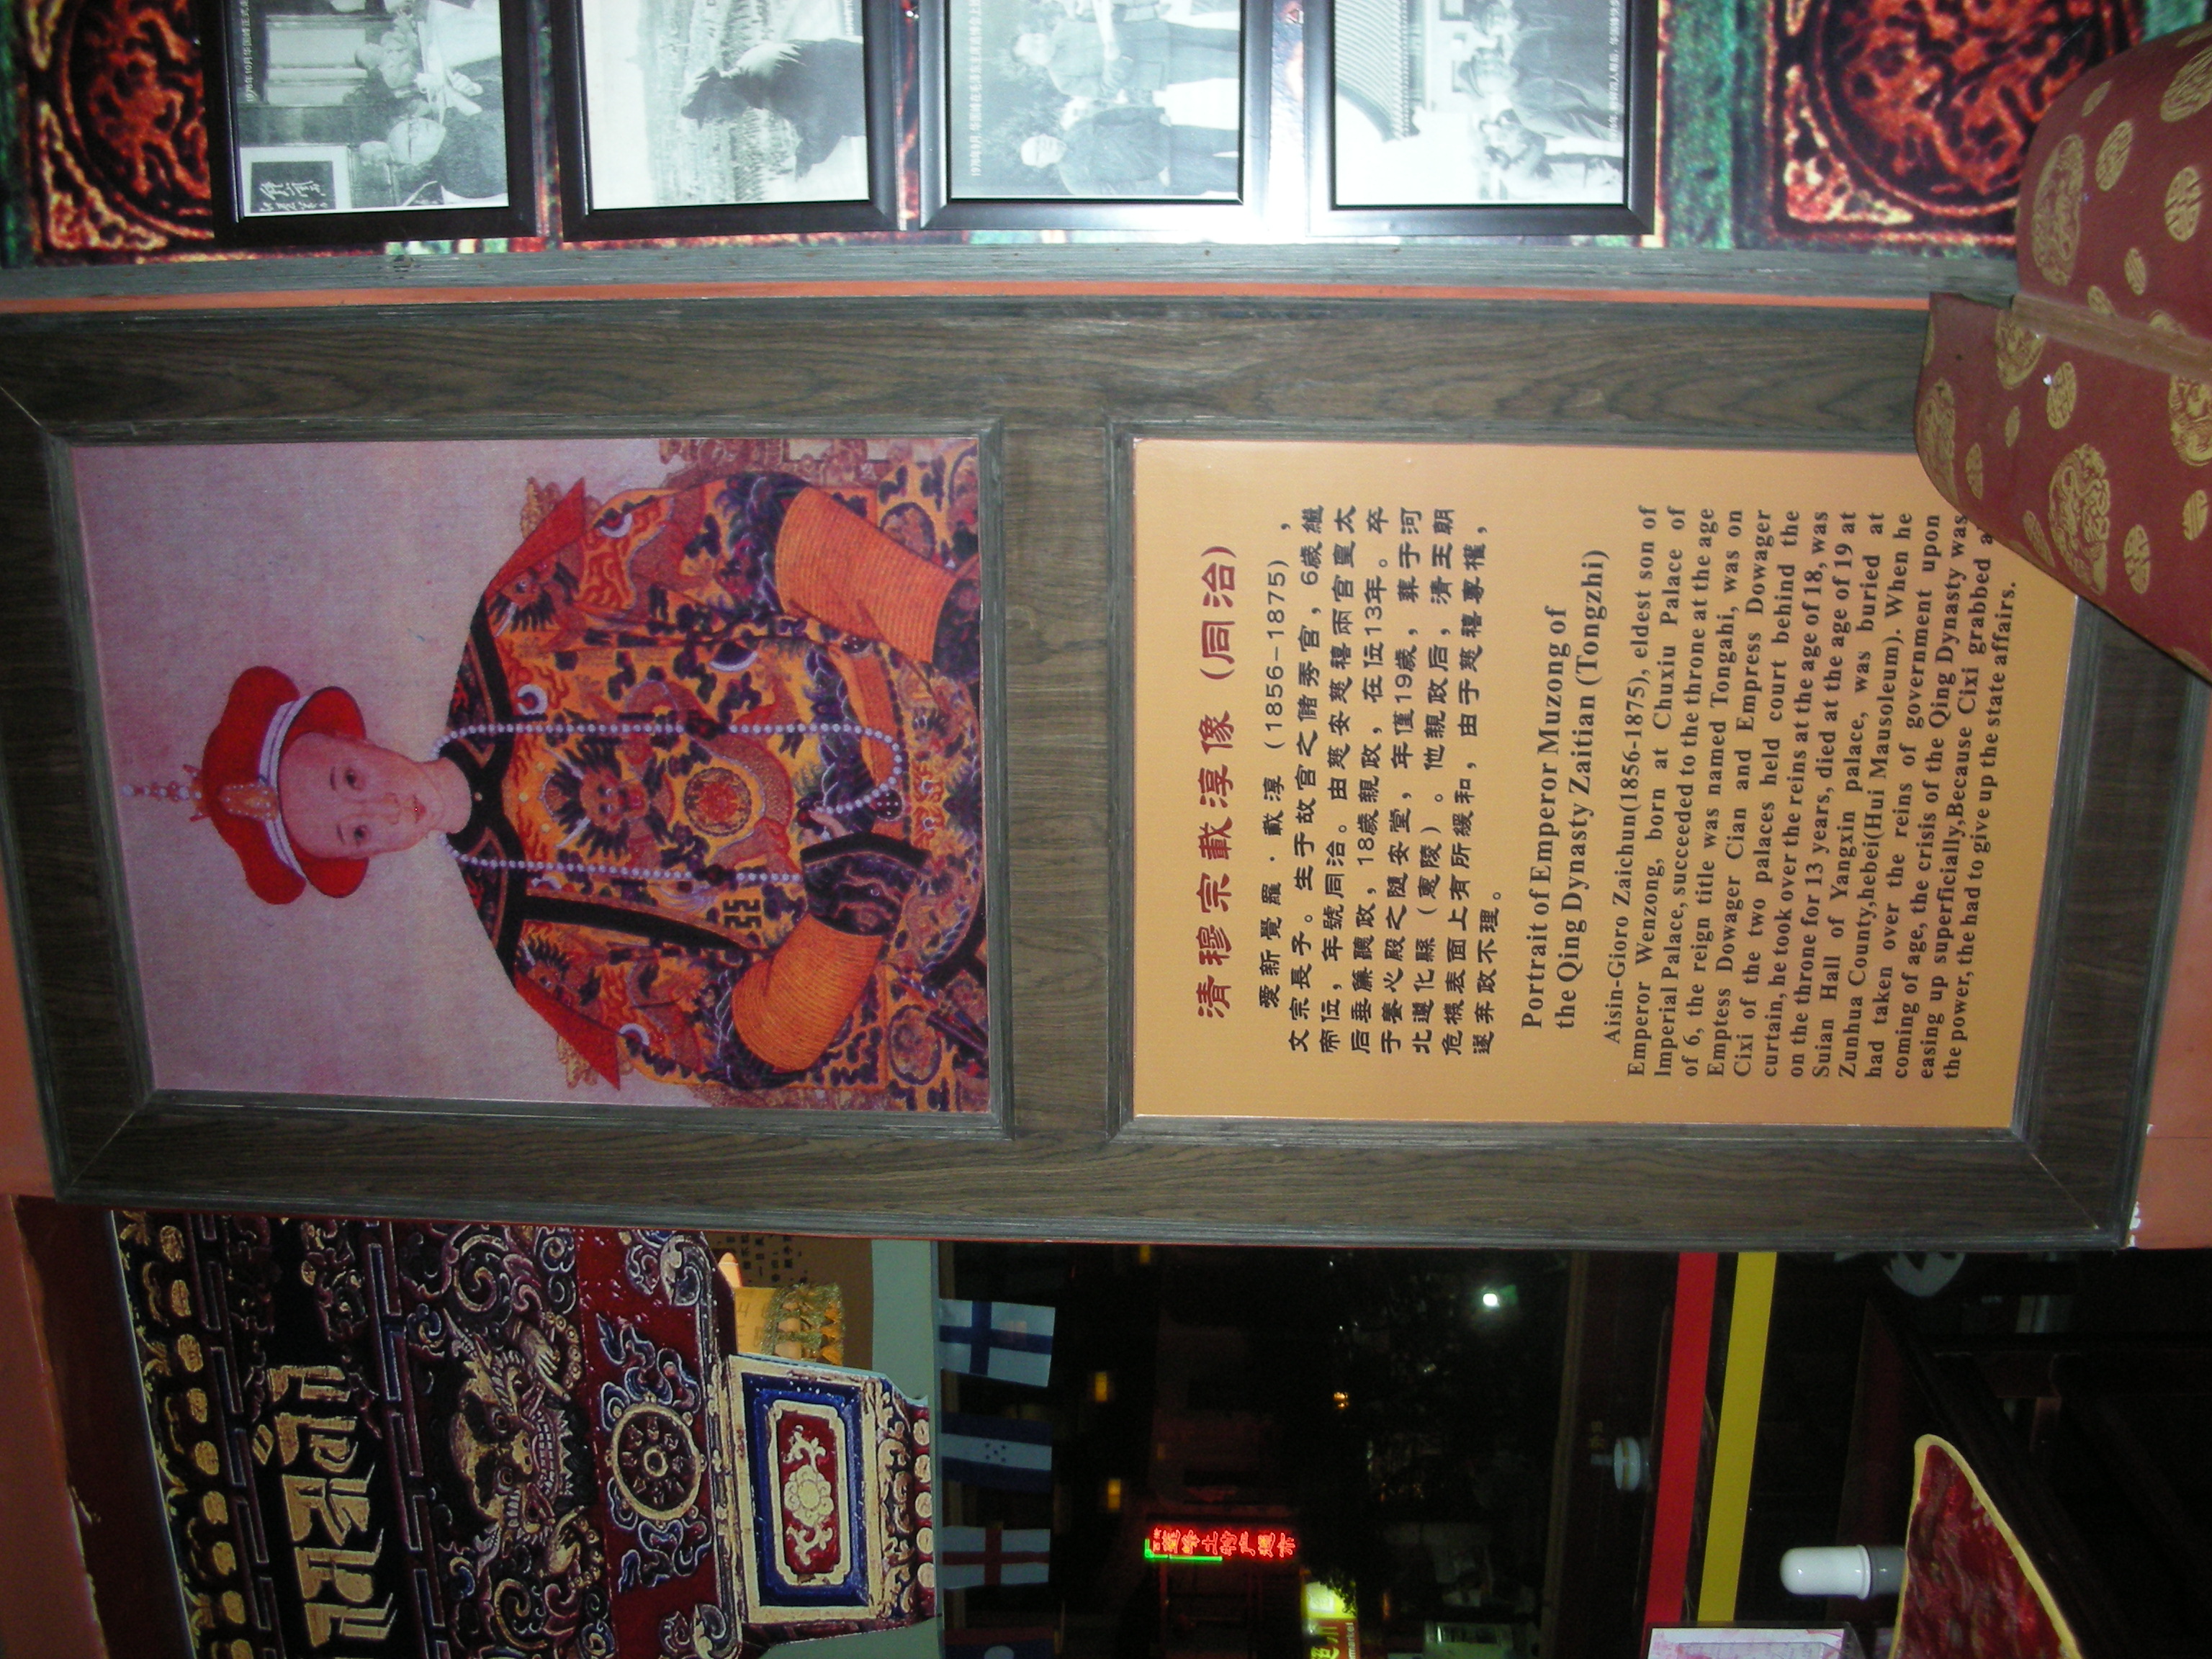 清穆宗載淳像（同治）
愛新覺羅·載淳（1856-1875），
文宗長子。生于故宫之儲秀宫，6歲繼
帝位，年號同治。由慈安慈禧兩宫皇太
后垂簾聽政，18歲親政，在位13年。卒
于養心殿之隨安堂，年僅19歲，葬于河
北遵化縣（惠陵）。他親政后，清王朝
危機表面上有所緩和，由于慈禧專權，
遂弃政不理。
Portrait of Emperor Muzong of
the Qing Dynasty Zaitian (Tongzhi)
Aisin-Gioro Zaichun(1856-1875), eldest son of
Emperor Wenzong, born at Chuxiu Palace of
Imperial Palace, succeeded to the throne at the age
of 6, the reign title was named Tongahi, was on
Emptess Dowager Cian and Empress Dowager
Cixi of the two palaces held court behind the
curtain, he took over the reins at the age of 18, was
on the throne for 13 years, died at the age of 19 at
Suian Hall of Yangxin palace, was buried at
Zunhua County,hebei(Hui Mausoleum). When he
had taken over the reins of government upon
coming of age, the crisis of the Qing Dynasty was
easing up superficially,Because Cixi grabbed
the power, the had to give up the state affairs.
土特产超市
market